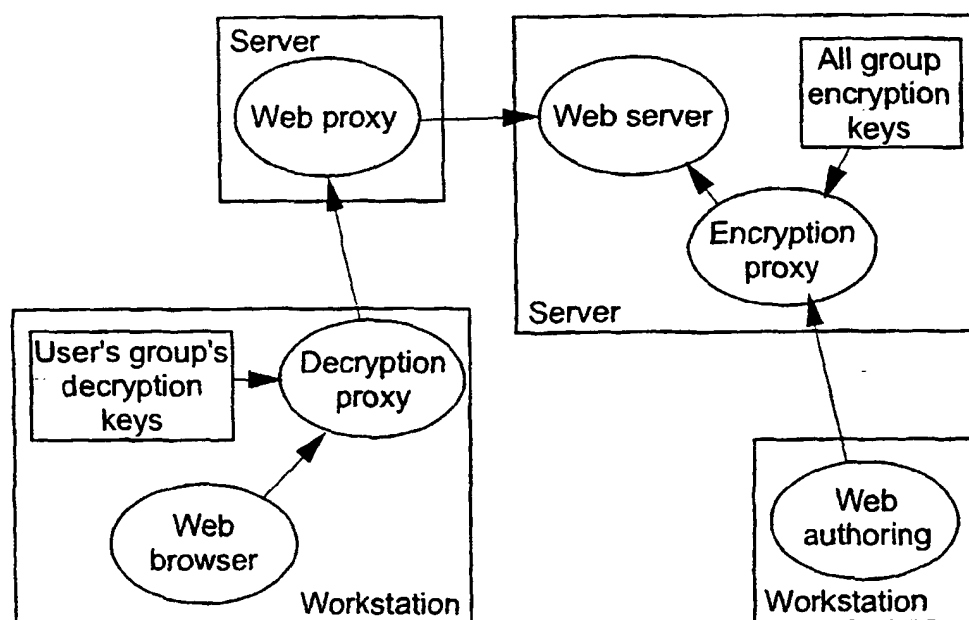 Server
Web proxy
Web server
All group
encryption
keys
Encryption
proxy
Server
User's group's
decryption
keys
Decryption
proxy
Web
browser
Workstation
Web
authoring
Workstation